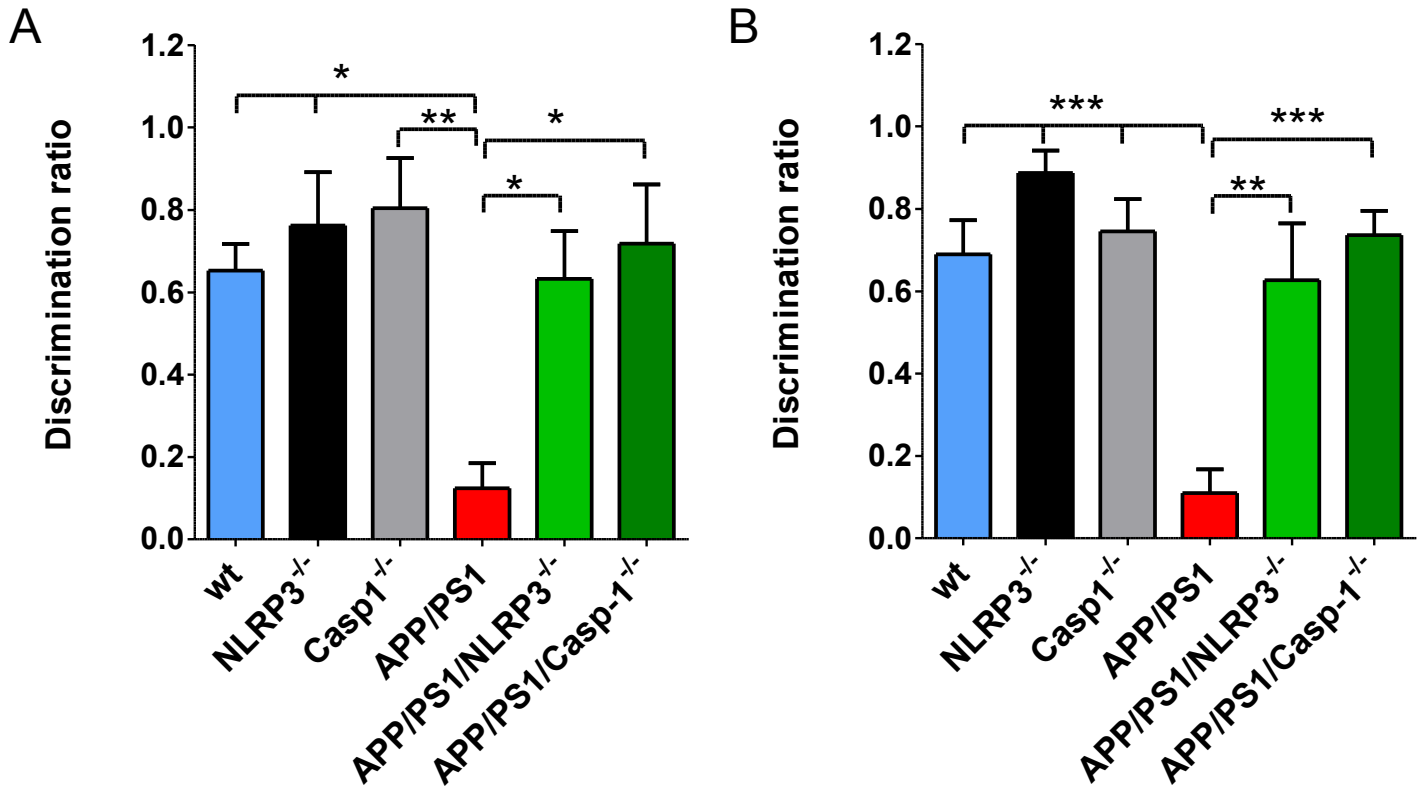 A
Discrimination ratio
1.2
1.0
0.8
0.6
0.4
0.2
0.0
*
**
*
*
wt
NLRP3-/-
Casp1-/-
APP/PS1
APP/PS1/NLRP3-/-
APP/PS1/Casp-1-/-
B
Discrimination ratio
1.2
1.0
0.8
0.6
0.4
0.2
0.0
***
***
**
wt
NLRP3-/-
Casp1-/-
APP/PS1
APP/PS1/NLRP3-/-
APP/PS1/Casp-1-/-